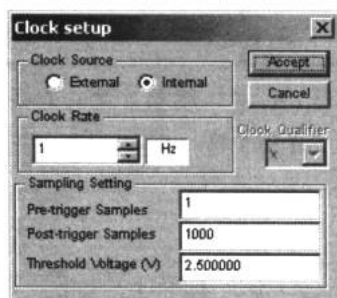 Clock setup
Clock Source
External
Internal
Accept
Cancel
Clock Rate
1
Hz
Clock Qualifier
x
Sampling Setting
Pre-trigger Samples
1
Post-trigger Samples
1000
Threshold Voltage (V)
2.500000